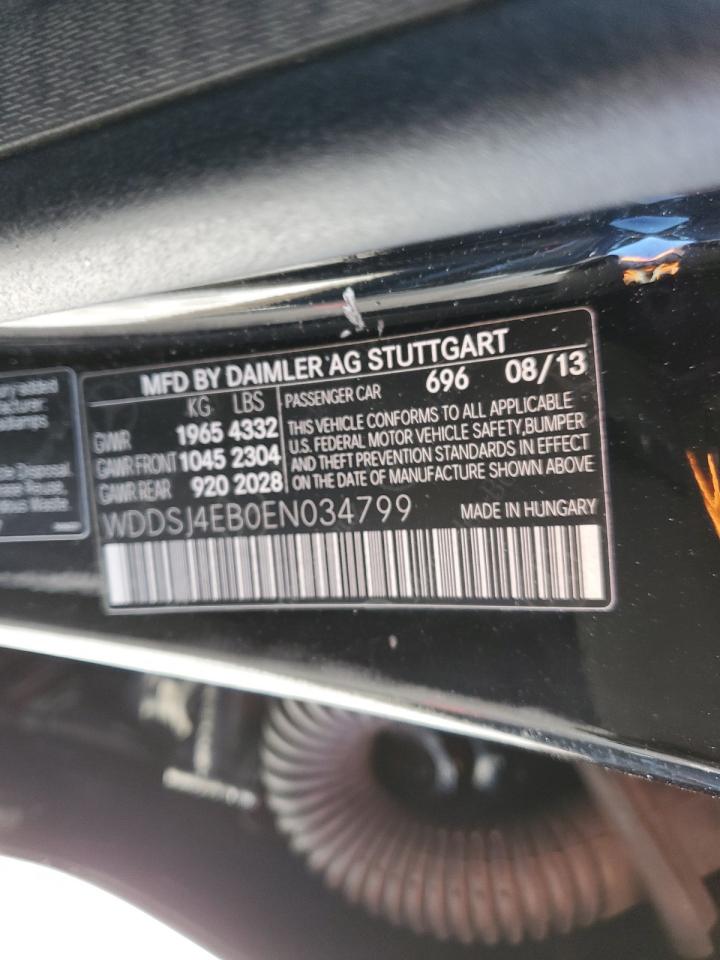 MFD BY DAIMLER AG STUTTGART
KG LBS
GWR 1965 4332
GAWR FRONT 1045 2304
GAWR REAR 920 2028
PASSENGER CAR 696 08/13
THIS VEHICLE CONFORMS TO ALL APPLICABLE
U.S. FEDERAL MOTOR VEHICLE SAFETY, BUMPER
AND THEFT PREVENTION STANDARDS IN EFFECT
ON THE DATE OF MANUFACTURE SHOWN ABOVE
WDDSJ4EB0EN034799
MADE IN HUNGARY